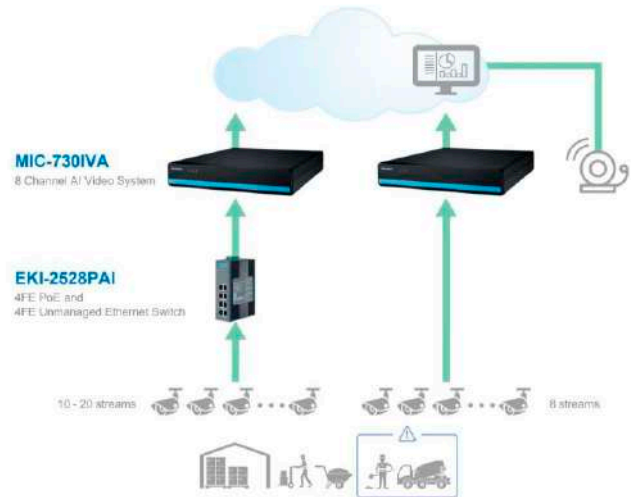 MIC-730IVA
8 Channel AI Video System
EKI-2528PAI
4FE PoE and
4FE Unmanaged Ethernet Switch
10 - 20 streams
8 streams